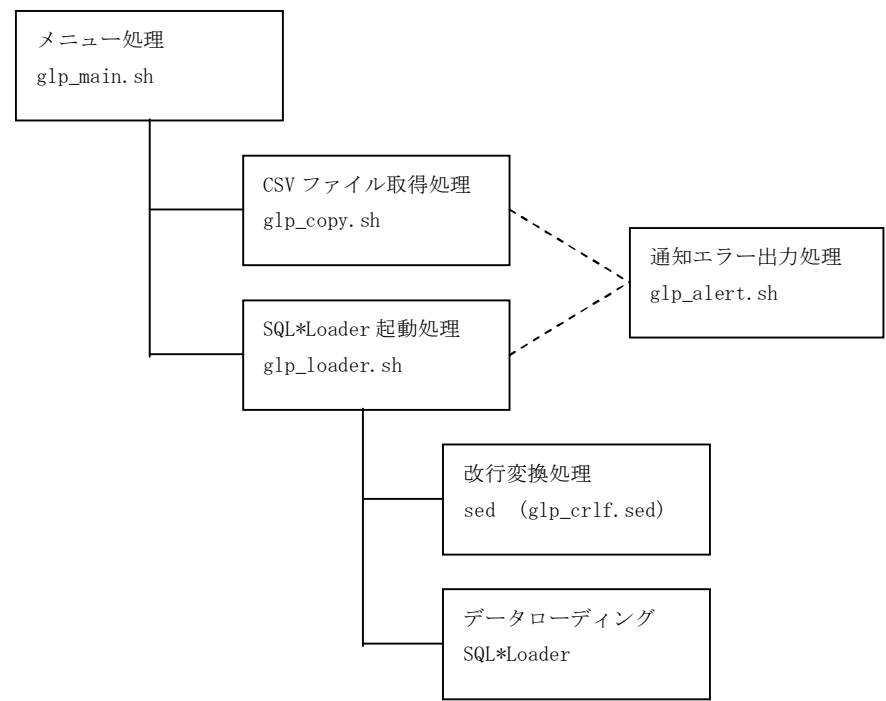 メニュー処理
glp_main.sh
CSV ファイル取得処理
glp_copy.sh
通知エラー出力処理
glp_alert.sh
SQL*Loader 起動処理
glp_loader.sh
改行変換処理
sed (glp_crlf.sed)
データローディング
SQL*Loader